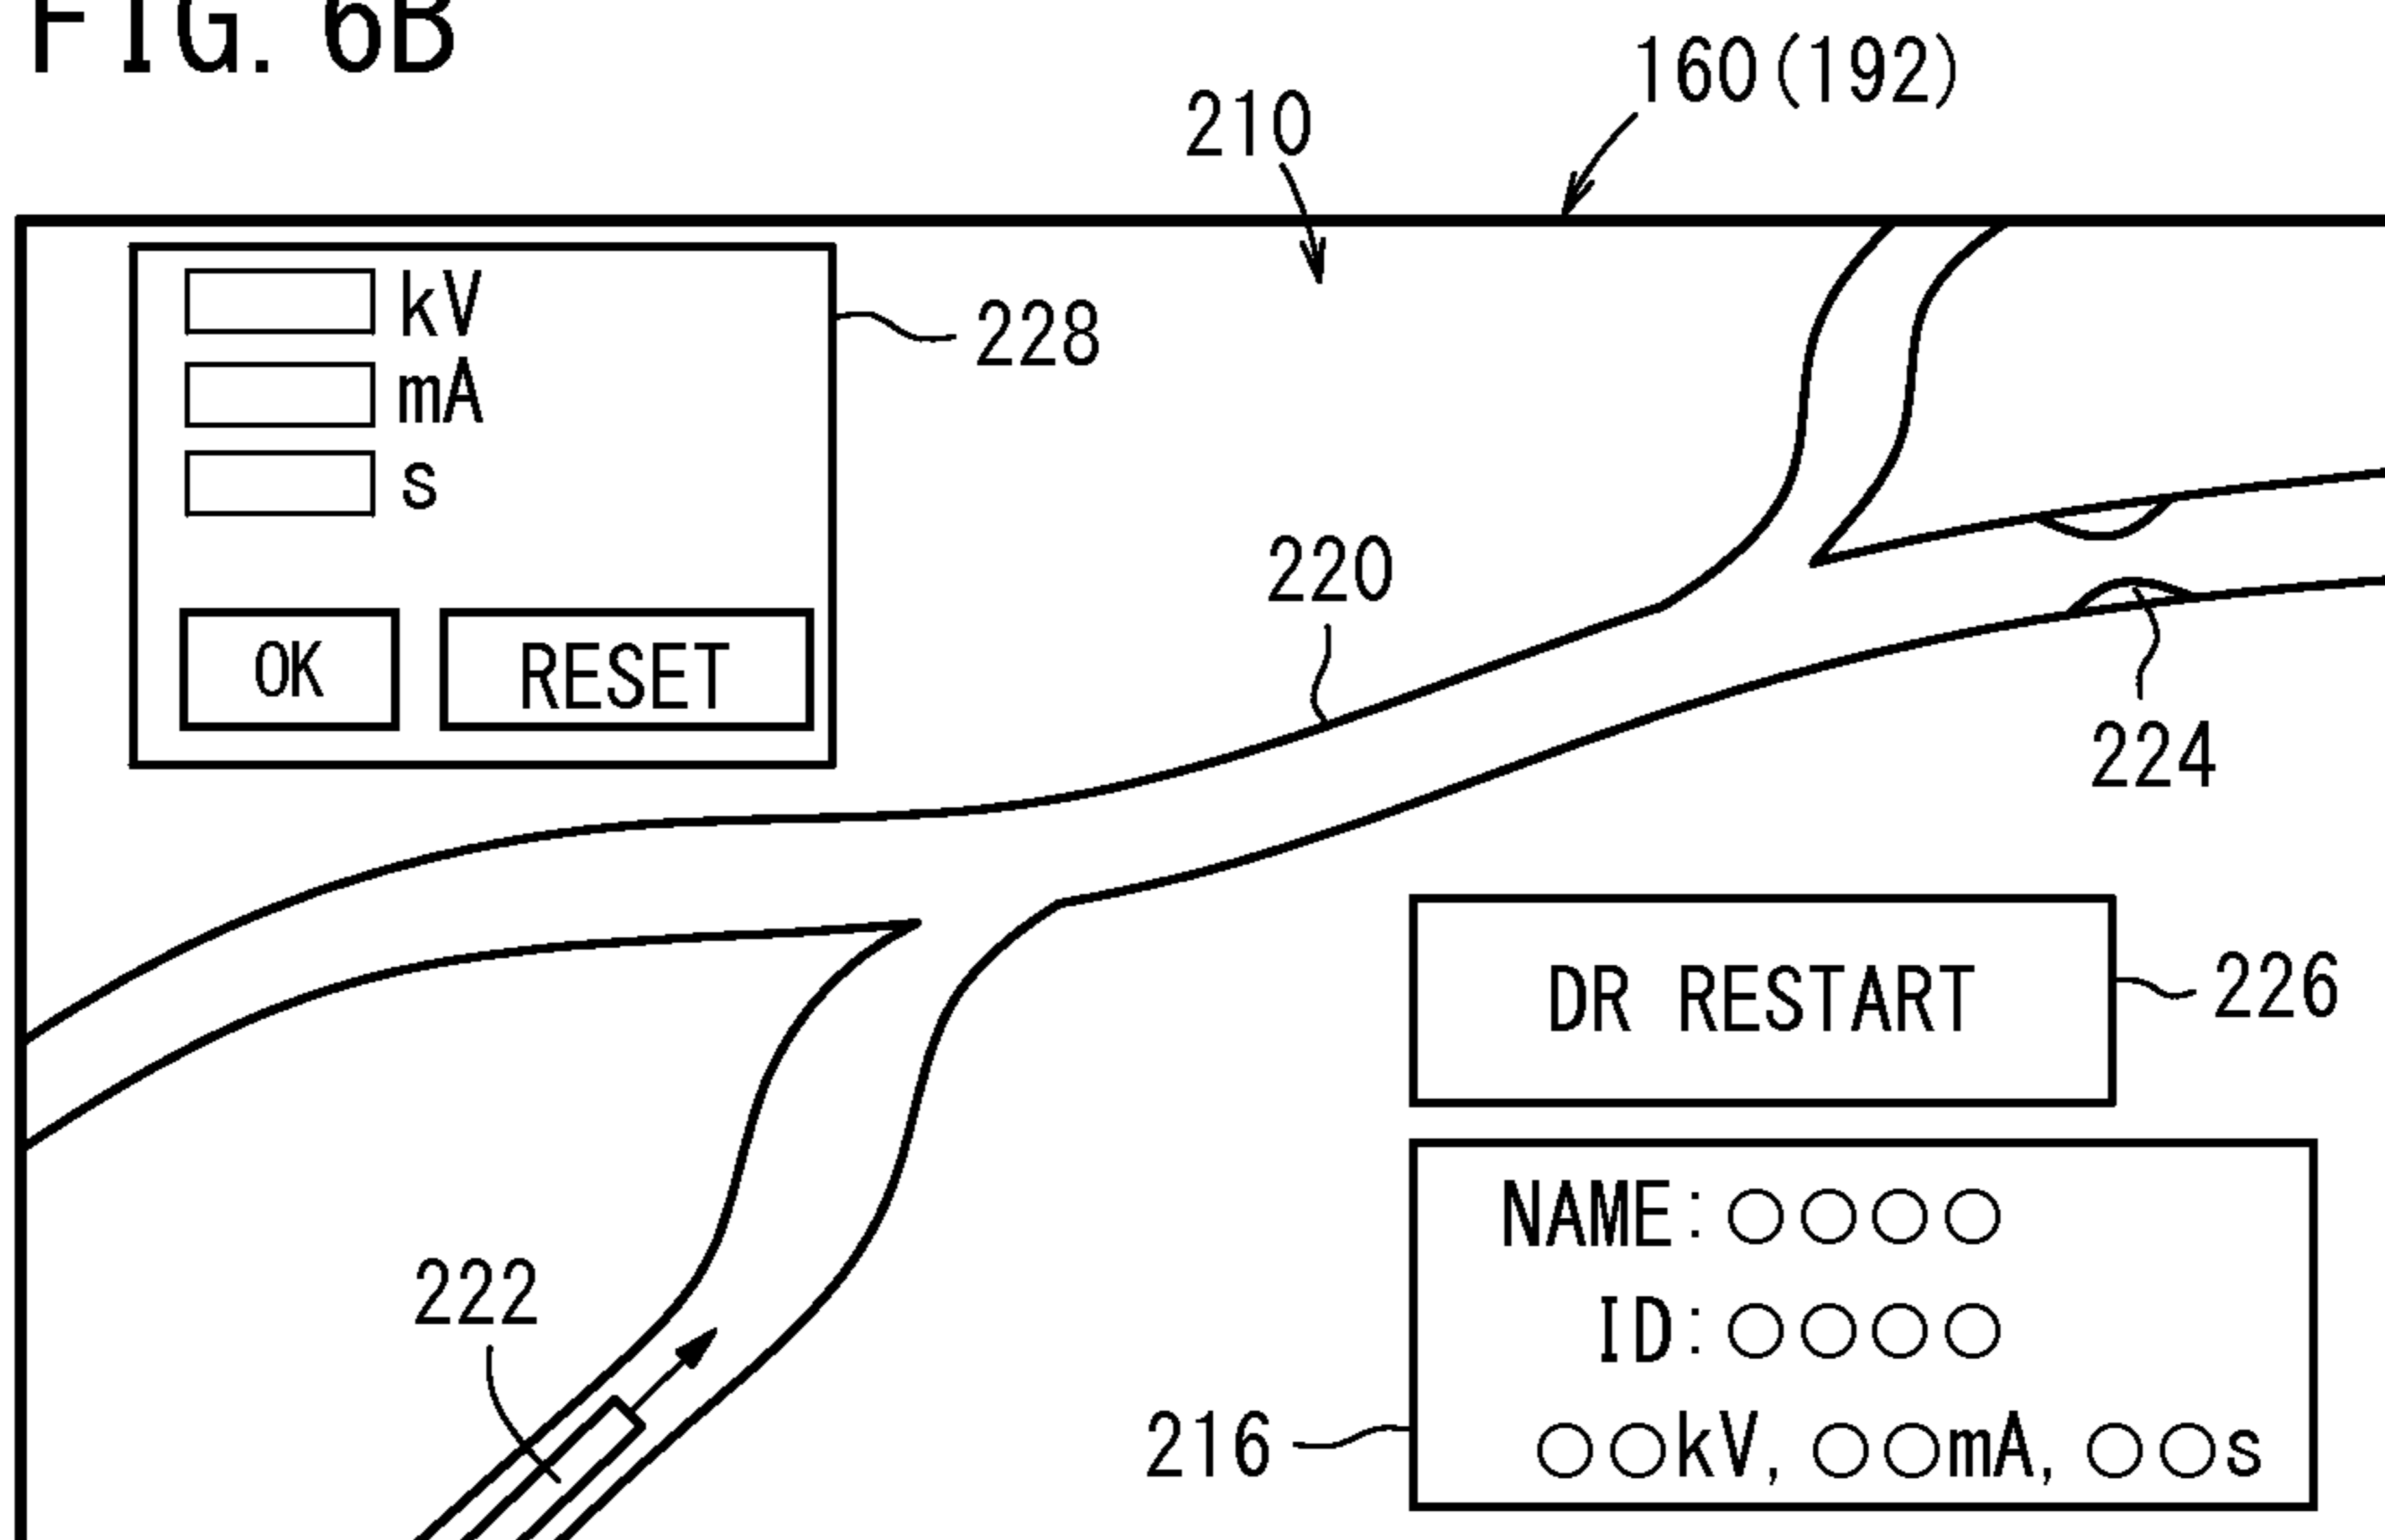 FIG. 6B
160(192)
210
kV
mA
s
228
OK
RESET
220
224
DR RESTART
226
NAME:○○○○
ID:○○○○
○○kV, ○○mA, ○○s
216
222